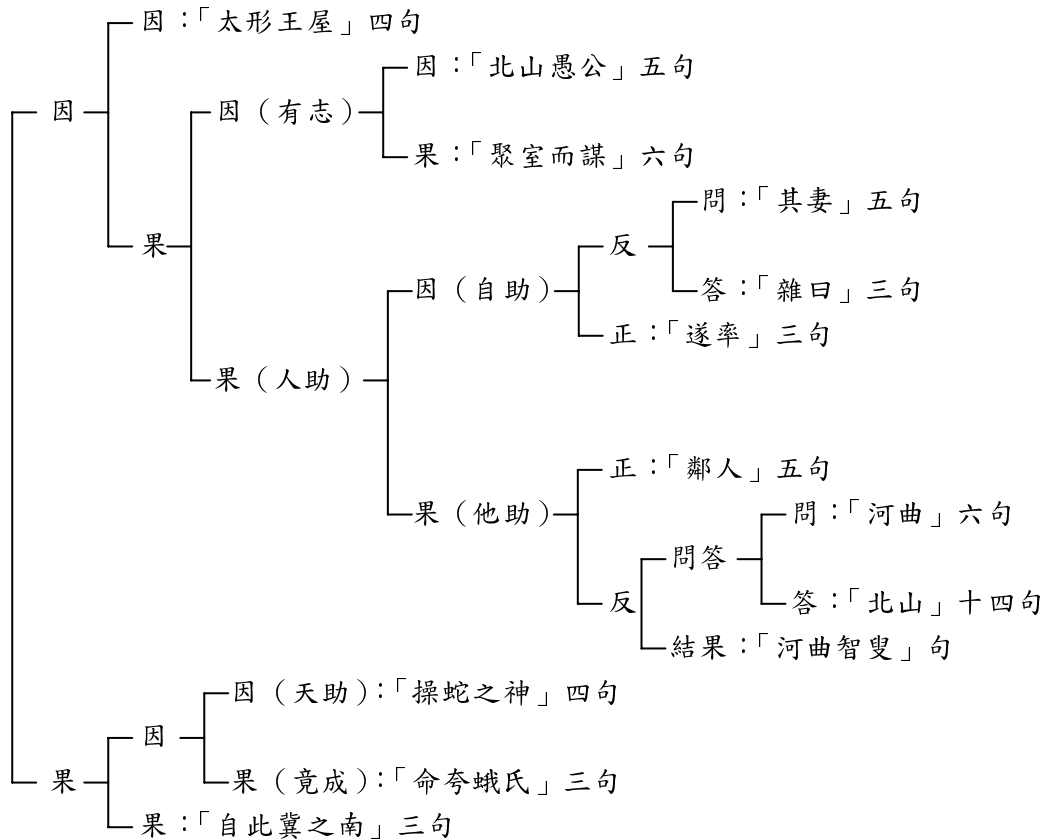 因：「太形王屋」四句
因：「北山愚公」五句
因
因（有志）
果：「聚室而謀」六句
問：「其妻」五句
果
反
因（自助）
答：「雜曰」三句
正：「遂率」三句
果（人助）
正：「鄰人」五句
果（他助）
問：「河曲」六句
問答
反
答：「北山」十四句
結果：「河曲智叟」句
因（天助）：「操蛇之神」四句
因
果
果（竟成）：「命夸蛾氏」三句
果：「自此冀之南」三句